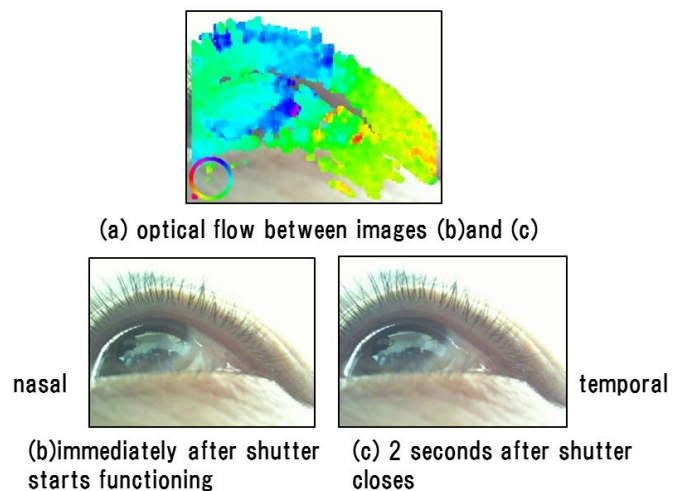 (a) optical flow between images (b)and (c)
nasal
temporal
(b)immediately after shutter
starts functioning
(c) 2 seconds after shutter
closes